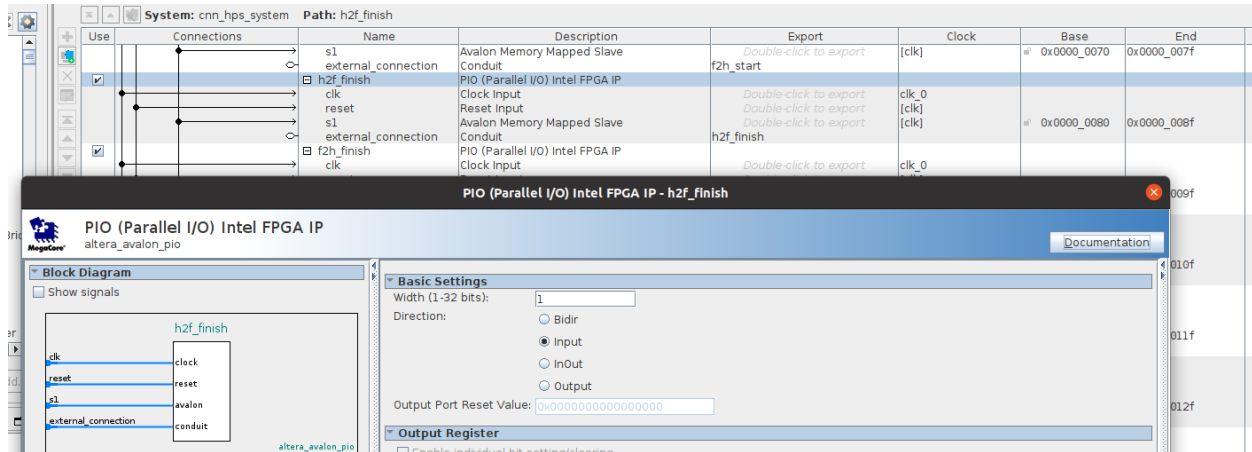 System: cnn_hps_system Path: h2f_finish
Use Connections Name Description Export Clock Base End
s1 Avalon Memory Mapped Slave Double-click to export [clk] 0x0000_0070 0x0000_007f
external_connection Conduit f2h_start
h2f_finish PIO (Parallel I/O) Intel FPGA IP
clk Clock Input Double-click to export clk_0
reset Reset Input Double-click to export [clk]
s1 Avalon Memory Mapped Slave Double-click to export [clk] 0x0000_0080 0x0000_008f
external_connection Conduit h2f_finish
f2h_finish PIO (Parallel I/O) Intel FPGA IP
clk Clock Input Double-click to export clk_0
PIO (Parallel I/O) Intel FPGA IP - h2f_finish
009f
PIO (Parallel I/O) Intel FPGA IP
altera_avalon_pio
MegaCore'
Documentation
Block Diagram
Show signals
010f
Basic Settings
Width (1-32 bits): 1
Direction: Bidir
Input
InOut
Output
Output Port Reset Value: 0x0000000000000000
Output Register
Enable individual bit setting/clearing
h2f_finish
clk clock
reset reset
s1 avalon
external_connection conduit
altera_avalon_pio
011f
012f